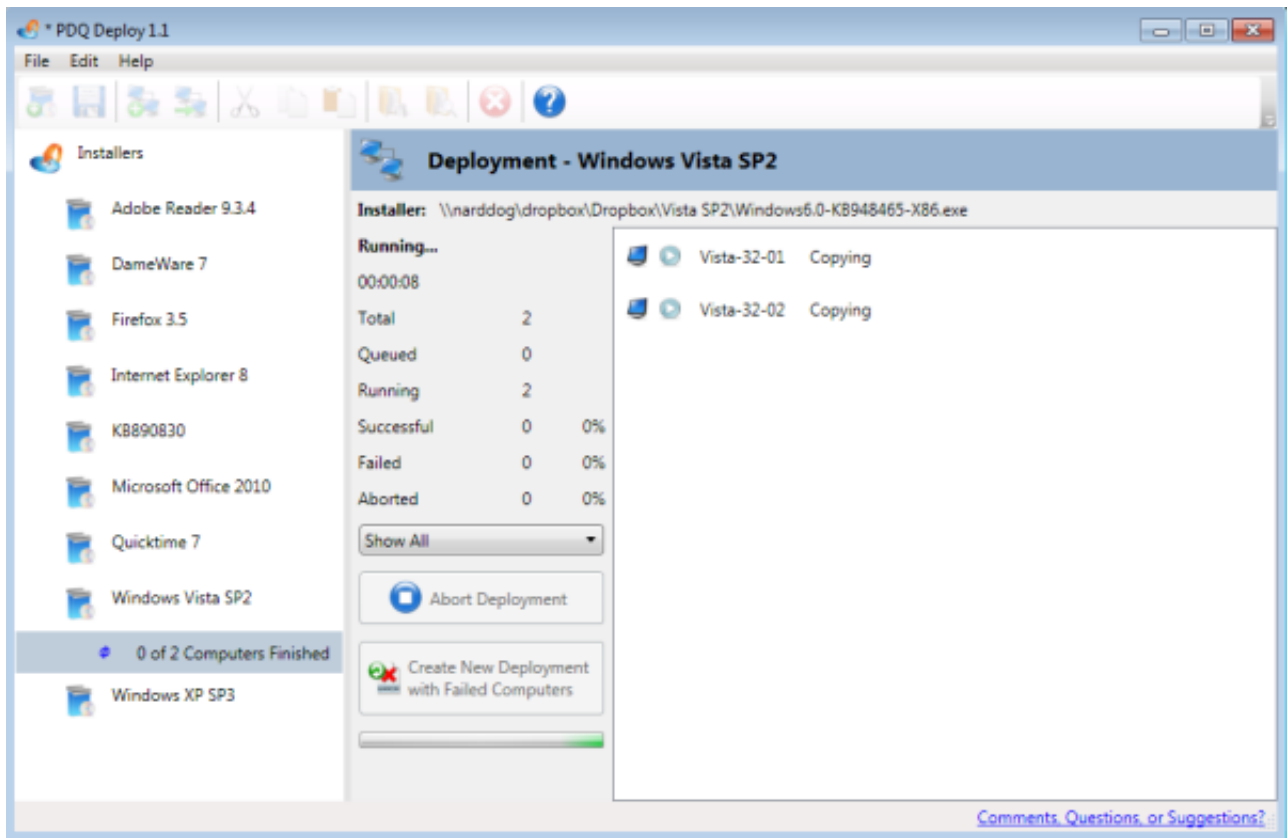 * PDQ Deploy 1.1
File Edit Help
Installers
Adobe Reader 9.3.4
DameWare 7
Firefox 3.5
Internet Explorer 8
KB890830
Microsoft Office 2010
Quicktime 7
Windows Vista SP2
0 of 2 Computers Finished
Windows XP SP3
Deployment - Windows Vista SP2
Installer: \\narddog\dropbox\Dropbox\Vista SP2\Windows6.0-KB948465-X86.exe
Running...
00:00:08
Total 2
Queued 0
Running 2
Successful 0 0%
Failed 0 0%
Aborted 0 0%
Show All
Abort Deployment
Create New Deployment
with Failed Computers
Vista-32-01 Copying
Vista-32-02 Copying
Comments, Questions, or Suggestions?